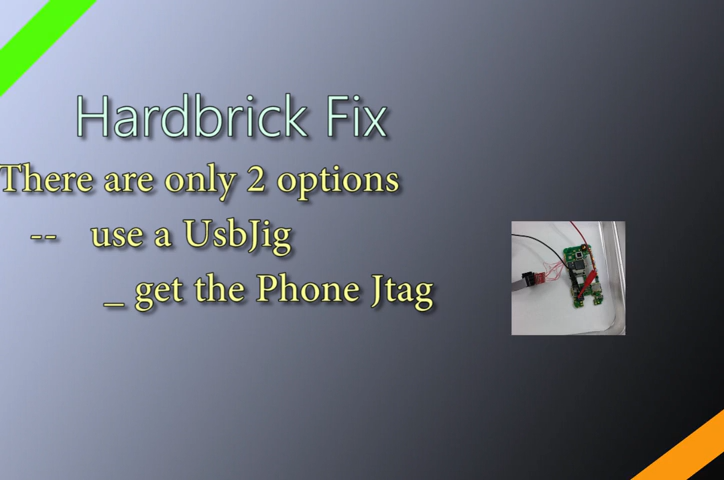 Hardbrick Fix
There are only 2 options
-- use a UsbJig
_ get the Phone Jtag